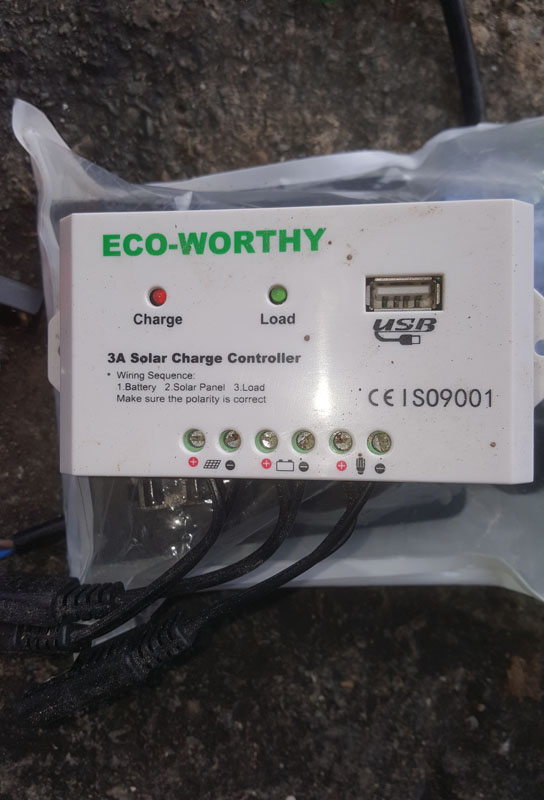 ECO-WORTHY
Charge
Load
USB
3A Solar Charge Controller
* Wiring Sequence:
1.Battery 2.Solar Panel 3.Load
Make sure the polarity is correct
CE ISO9001
+ - + - + -